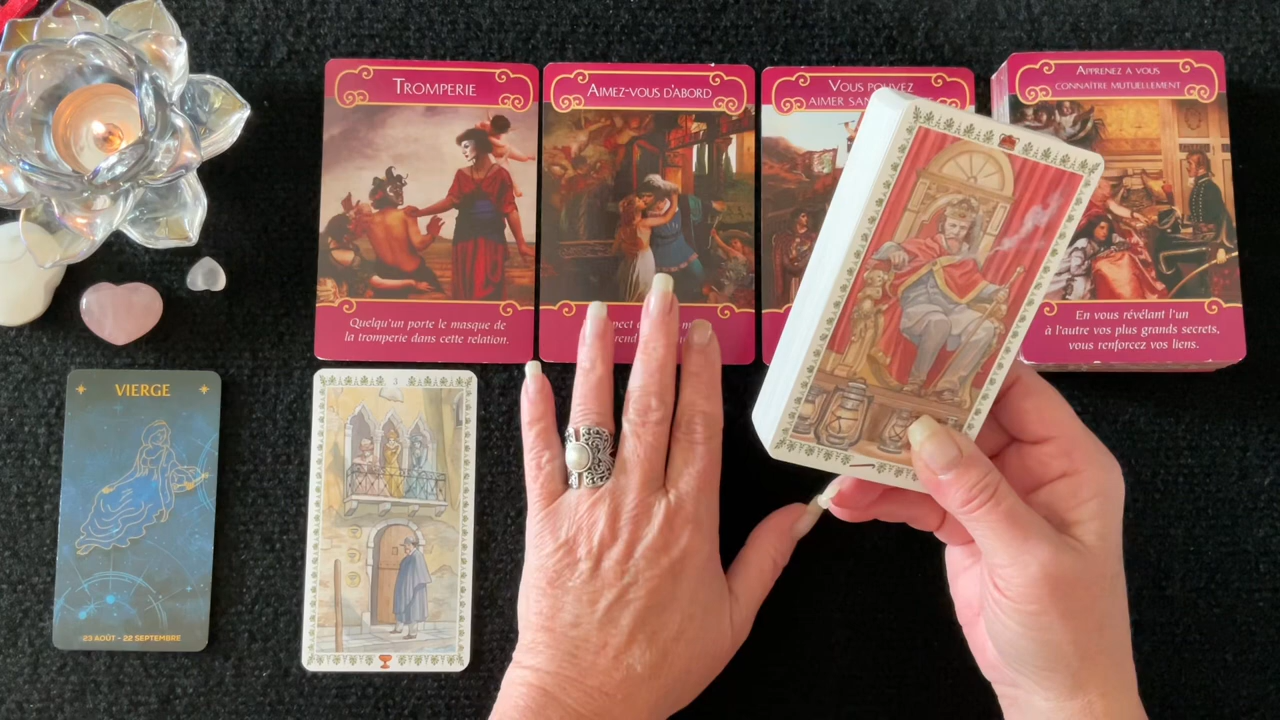 TROMPERIE
Quelqu'un porte le masque de
la tromperie dans cette relation.
AIMEZ-VOUS D'ABORD
VOUS POUVEZ
AIMER
APPRENEZ A VOUS
CONNAÎTRE MUTUELLEMENT
En vous révélant l'un
à l'autre vos plus grands secrets,
vous renforcez vos liens.
VIERGE
23 AOÛT - 22 SEPTEMBRE
3